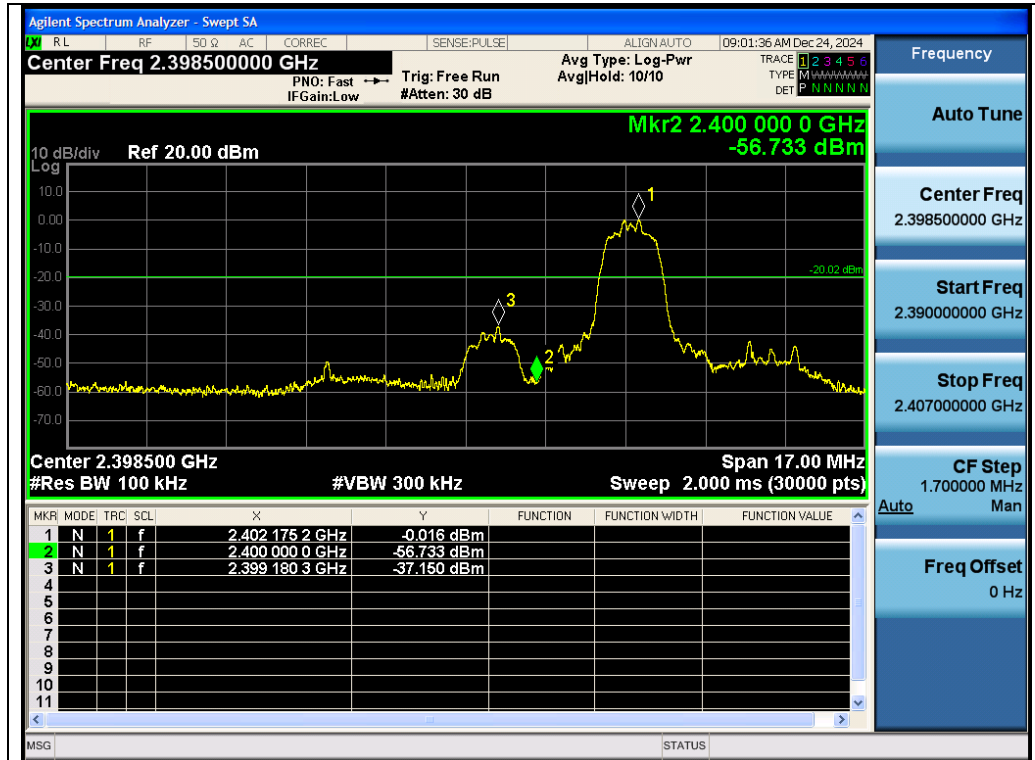 Agilent Spectrum Analyzer - Swept SA
LXI RL RF 50 Ω AC CORREC SENSE:PULSE ALIGN AUTO 09:01:36 AM Dec 24, 2024
Center Freq 2.398500000 GHz
PNO: Fast
IFGain:Low
Trig: Free Run
#Atten: 30 dB
Avg Type: Log-Pwr
Avg|Hold: 10/10
TRACE 1 2 3 4 5 6
TYPE M WWWWW
DET P N N N N N
Mkr2 2.400 000 0 GHz
-56.733 dBm
10 dB/div Ref 20.00 dBm
Log
10.0
0.00
-10.0
-20.0
-30.0
-40.0
-50.0
-60.0
-70.0
1
-20.02 dBm
3
2
Center 2.398500 GHz Span 17.00 MHz
#Res BW 100 kHz #VBW 300 kHz Sweep 2.000 ms (30000 pts)
MKR MODE TRC SCL X Y FUNCTION FUNCTION WIDTH FUNCTION VALUE
1 N 1 f 2.402 175 2 GHz -0.016 dBm
2 N 1 f 2.400 000 0 GHz -56.733 dBm
3 N 1 f 2.399 180 3 GHz -37.150 dBm
4
5
6
7
8
9
10
11
MSG STATUS
Frequency
Auto Tune
Center Freq
2.398500000 GHz
Start Freq
2.390000000 GHz
Stop Freq
2.407000000 GHz
CF Step
1.700000 MHz
Auto Man
Freq Offset
0 Hz